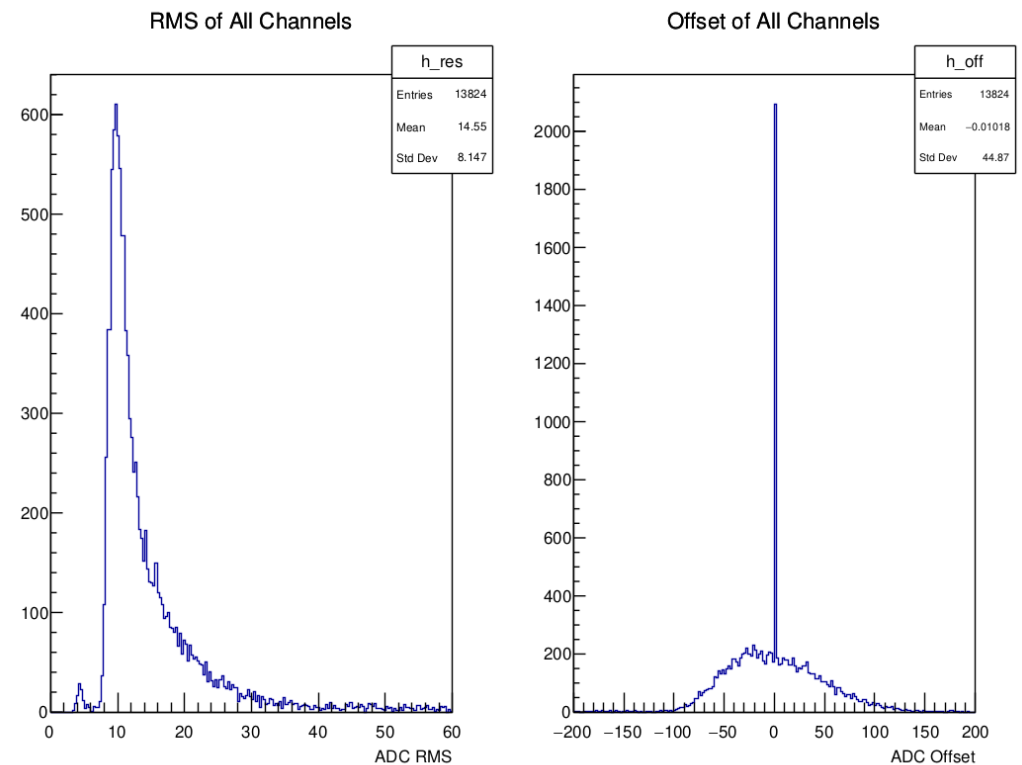 RMS of All Channels
h_res
Entries 13824
Mean 14.55
Std Dev 8.147
600
500
400
300
200
100
0
0 10 20 30 40 50 60
ADC RMS
Offset of All Channels
h_off
Entries 13824
Mean −0.01018
Std Dev 44.87
2000
1800
1600
1400
1200
1000
800
600
400
200
0
−200 −150 −100 −50 0 50 100 150 200
ADC Offset